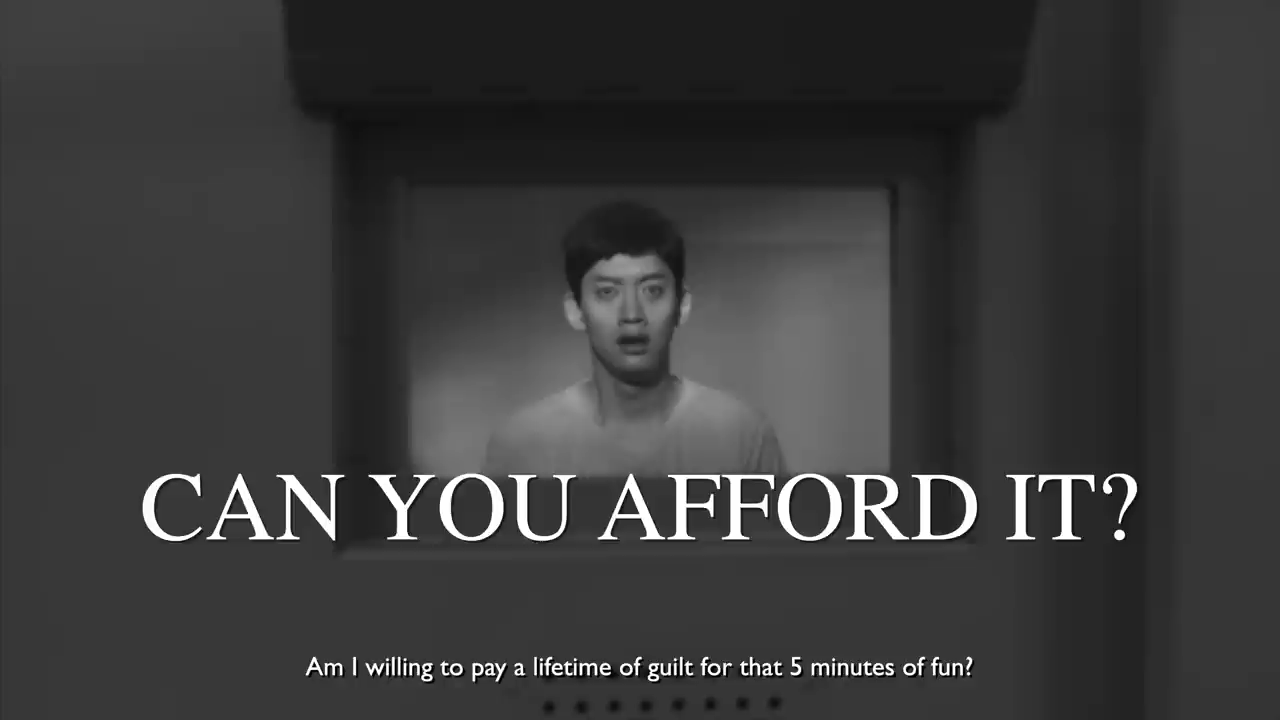 CAN YOU AFFORD IT?
Am I willing to pay a lifetime of guilt for that 5 minutes of fun?